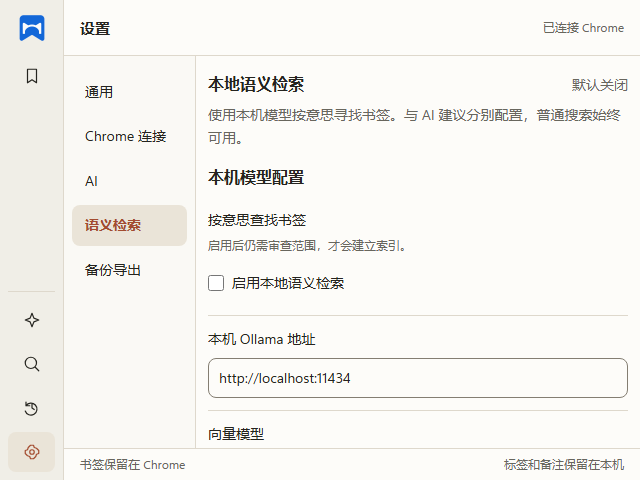 设置
已连接 Chrome
通用
Chrome 连接
AI
语义检索
备份导出
本地语义检索
默认关闭
使用本机模型按意思寻找书签。与 AI 建议分别配置，普通搜索始终
可用。
本机模型配置
按意思查找书签
启用后仍需审查范围，才会建立索引。
启用本地语义检索
本机 Ollama 地址
http://localhost:11434
向量模型
书签保留在 Chrome
标签和备注保留在本机